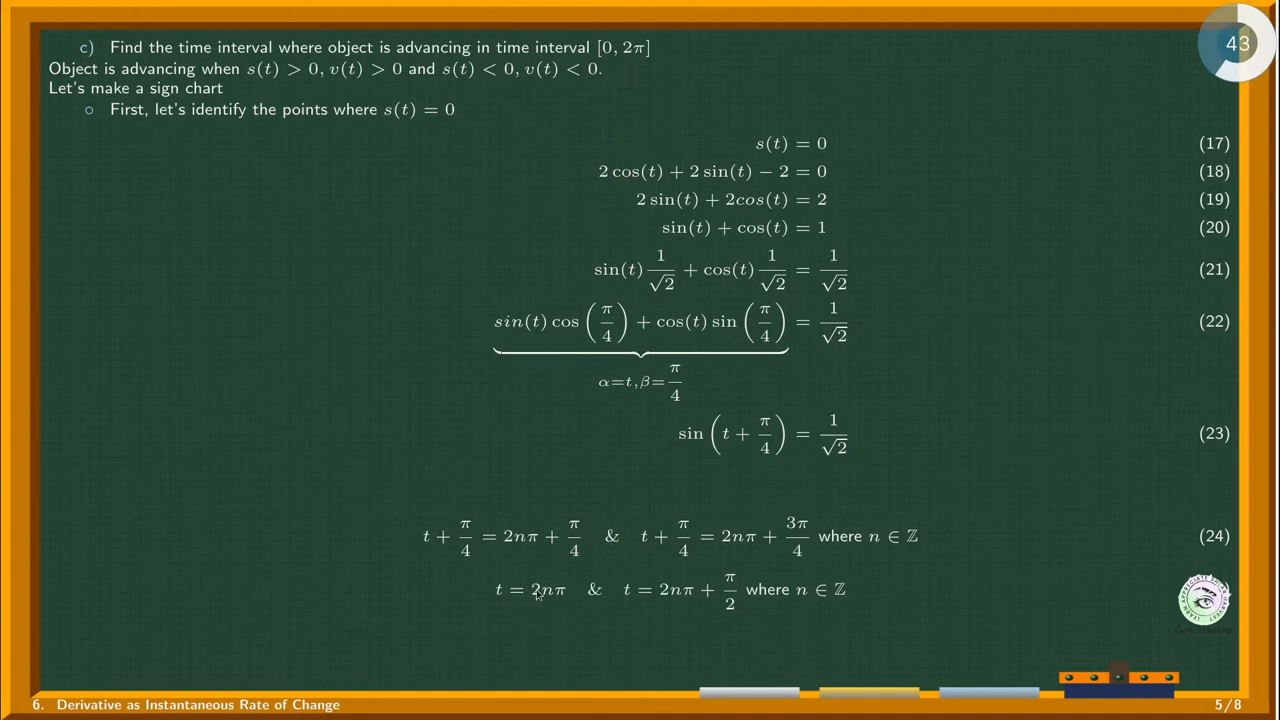 43
c) Find the time interval where object is advancing in time interval [0, 2π]
Object is advancing when s(t) > 0, v(t) > 0 and s(t) < 0, v(t) < 0.
Let's make a sign chart
○ First, let's identify the points where s(t) = 0
s(t) = 0 (17)
2 cos(t) + 2 sin(t) − 2 = 0 (18)
2 sin(t) + 2cos(t) = 2 (19)
sin(t) + cos(t) = 1 (20)
sin(t) 1/√2 + cos(t) 1/√2 = 1/√2 (21)
sin(t) cos (π/4) + cos(t) sin (π/4) = 1/√2 (22)
α=t,β=π/4
sin (t + π/4) = 1/√2 (23)
t + π/4 = 2nπ + π/4 & t + π/4 = 2nπ + 3π/4 where n ∈ ℤ (24)
t = 2nπ & t = 2nπ + π/2 where n ∈ ℤ
LEARN APPRECIATE SHARE HARVEST
6. Derivative as Instantaneous Rate of Change 5/8